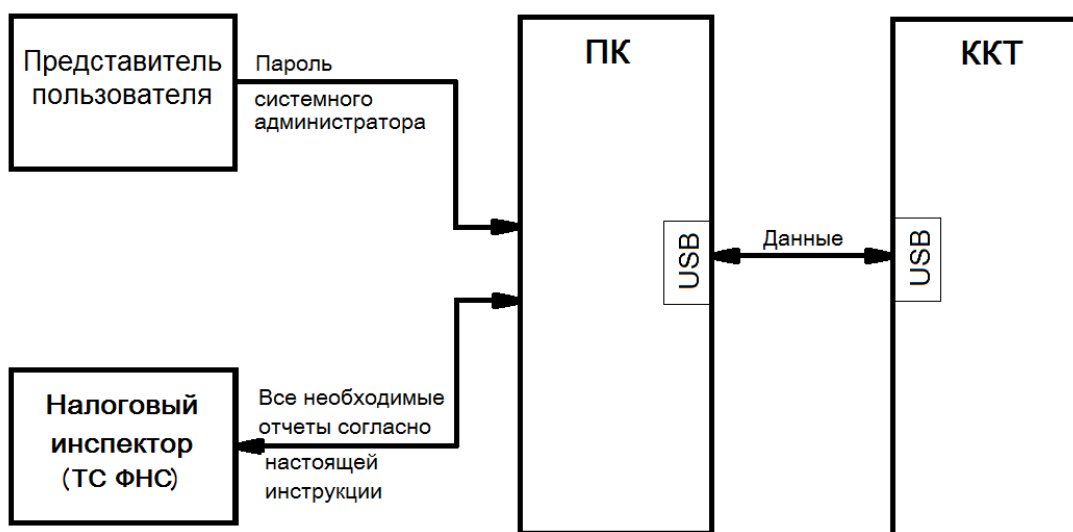 Представитель
пользователя
Пароль
системного
администратора
ПК
ККТ
USB
Данные
USB
Налоговый
инспектор
(ТС ФНС)
Все необходимые
отчеты согласно
настоящей
инструкции